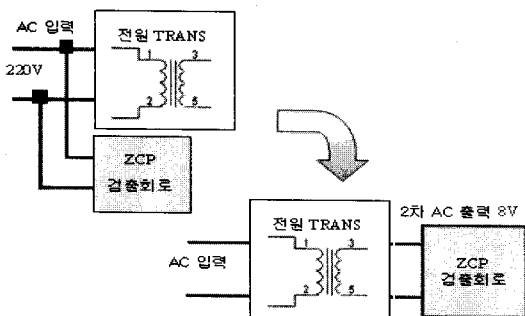 AC 입력
220V
전원 TRANS
1 3
2 5
ZCP
검출회로
전원 TRANS
1 3
2 5
AC 입력
2차 AC 출력 8V
ZCP
검출회로